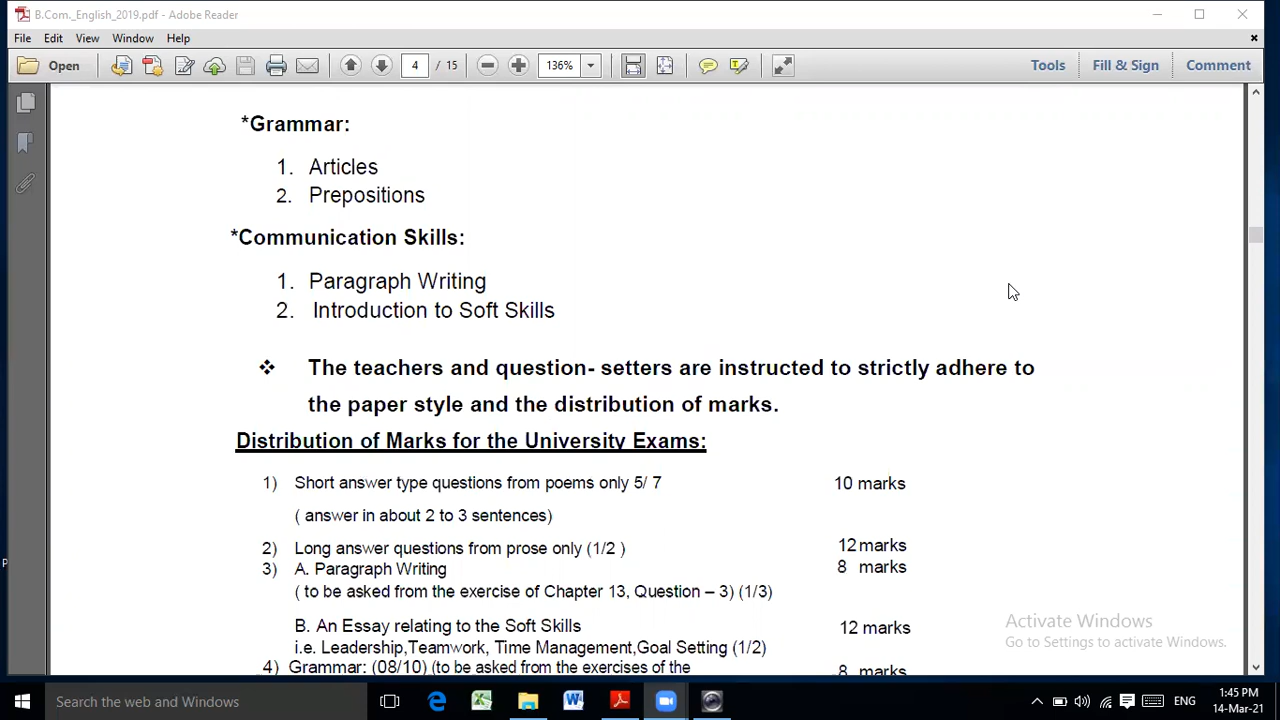 B.Com._English_2019.pdf - Adobe Reader
File Edit View Window Help
Open 4 / 15 136% Tools Fill & Sign Comment
*Grammar:
1. Articles
2. Prepositions
*Communication Skills:
1. Paragraph Writing
2. Introduction to Soft Skills
❖ The teachers and question- setters are instructed to strictly adhere to
the paper style and the distribution of marks.
Distribution of Marks for the University Exams:
1) Short answer type questions from poems only 5/ 7 10 marks
( answer in about 2 to 3 sentences)
2) Long answer questions from prose only (1/2 ) 12 marks
3) A. Paragraph Writing 8 marks
( to be asked from the exercise of Chapter 13, Question – 3) (1/3)
B. An Essay relating to the Soft Skills 12 marks
i.e. Leadership,Teamwork, Time Management,Goal Setting (1/2)
4) Grammar: (08/10) (to be asked from the exercises of the 8 marks
Activate Windows
Go to Settings to activate Windows.
P
Search the web and Windows ENG 1:45 PM
14-Mar-21